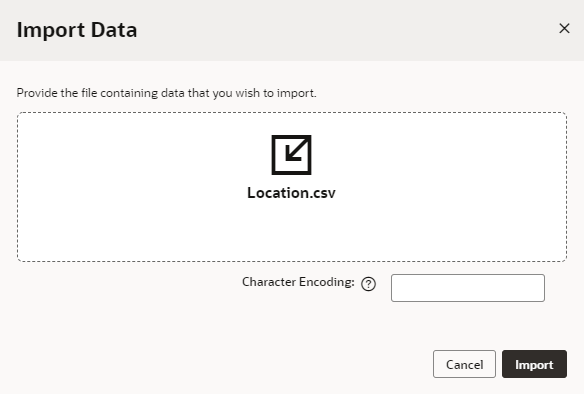 Import Data
Provide the file containing data that you wish to import.
Location.csv
Character Encoding: ?
Cancel Import